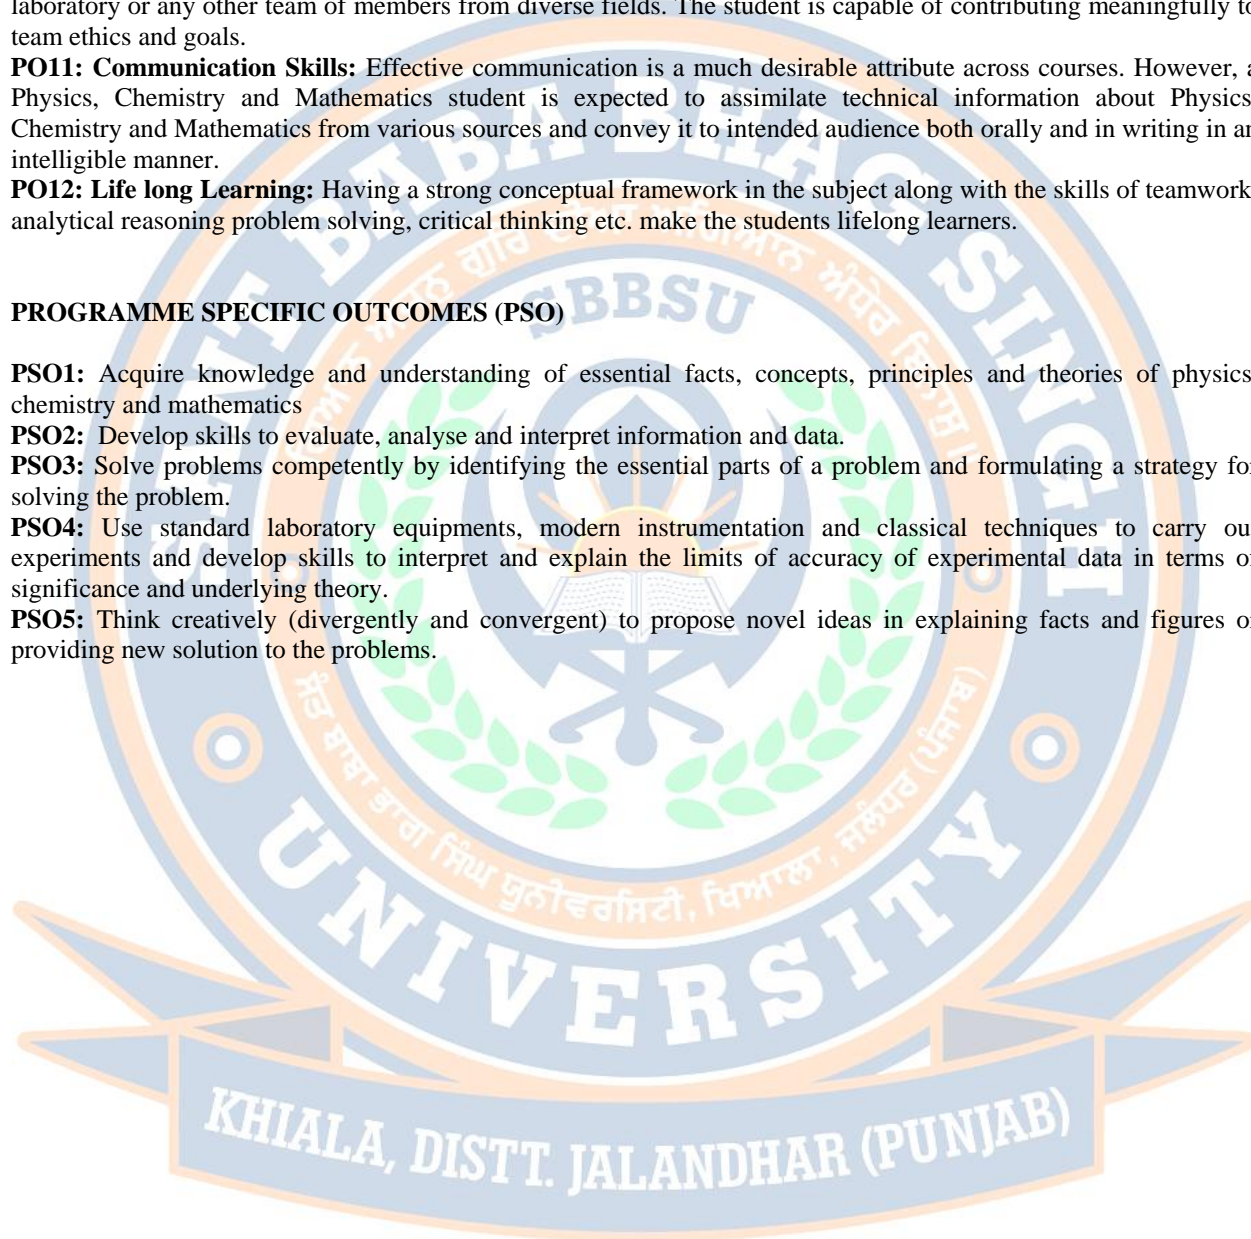 laboratory or any other team of members from diverse fields. The student is capable of contributing meaningfully to
team ethics and goals.
PO11: Communication Skills: Effective communication is a much desirable attribute across courses. However, a
Physics, Chemistry and Mathematics student is expected to assimilate technical information about Physics
Chemistry and Mathematics from various sources and convey it to intended audience both orally and in writing in an
intelligible manner.
PO12: Life long Learning: Having a strong conceptual framework in the subject along with the skills of teamwork
analytical reasoning problem solving, critical thinking etc. make the students lifelong learners.
PROGRAMME SPECIFIC OUTCOMES (PSO)
PSO1: Acquire knowledge and understanding of essential facts, concepts, principles and theories of physics
chemistry and mathematics
PSO2: Develop skills to evaluate, analyse and interpret information and data.
PSO3: Solve problems competently by identifying the essential parts of a problem and formulating a strategy for
solving the problem.
PSO4: Use standard laboratory equipments, modern instrumentation and classical techniques to carry out
experiments and develop skills to interpret and explain the limits of accuracy of experimental data in terms of
significance and underlying theory.
PSO5: Think creatively (divergently and convergent) to propose novel ideas in explaining facts and figures or
providing new solution to the problems.
SANT BABA BHAG SINGH
UNIVERSITY
SBBSU
ਸੰਤ ਬਾਬਾ ਭਾਗ ਸਿੰਘ ਯੂਨੀਵਰਸਿਟੀ, ਖਿਆਲਾ, ਜਲੰਧਰ (ਪੰਜਾਬ)
KHIALA, DISTT. JALANDHAR (PUNJAB)